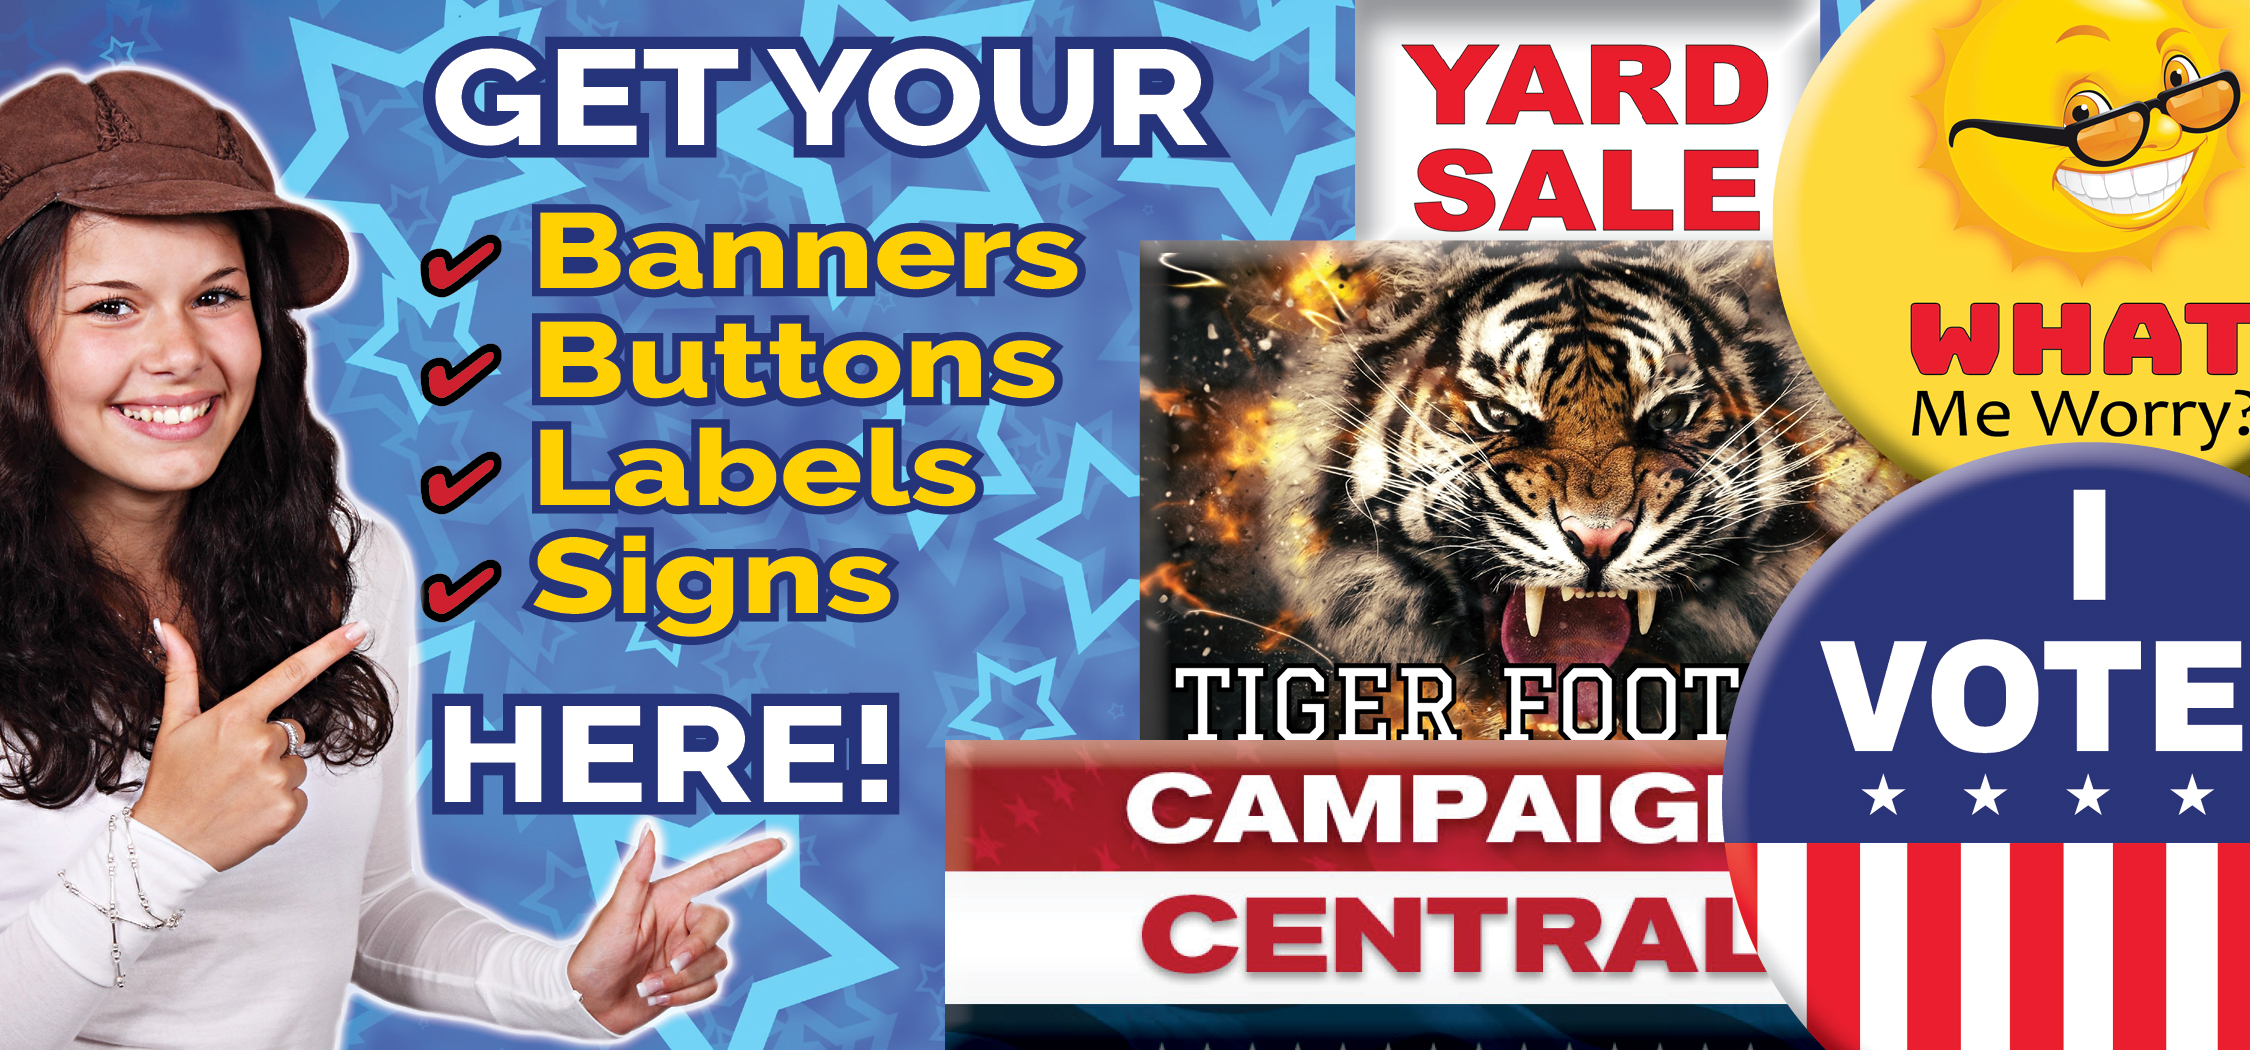 GET YOUR
Banners
Buttons
Labels
Signs
HERE!
YARD
SALE
WHAT
Me Worry?
TIGER FOOT
I
VOTE
CAMPAIG
CENTRAL